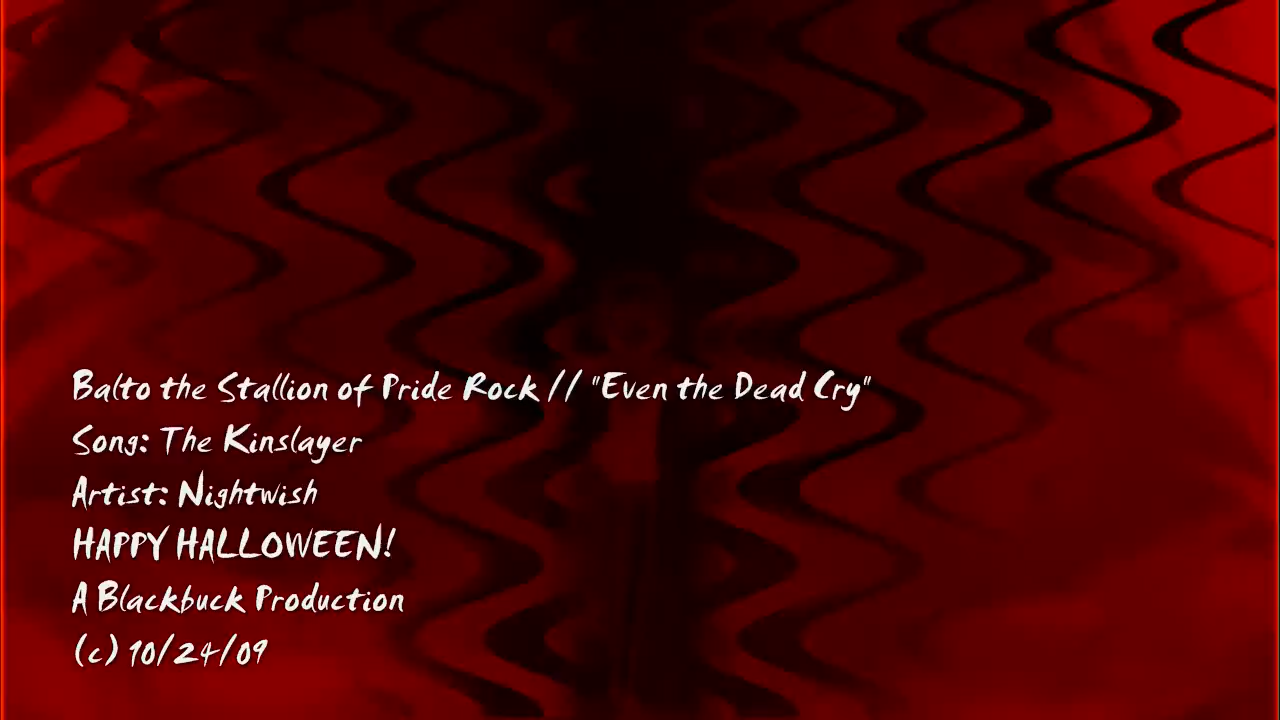 Balto the Stallion of Pride Rock // "Even the Dead Cry"
Song: The Kinslayer
Artist: Nightwish
HAPPY HALLOWEEN!
A Blackbuck Production
(c) 10/24/09